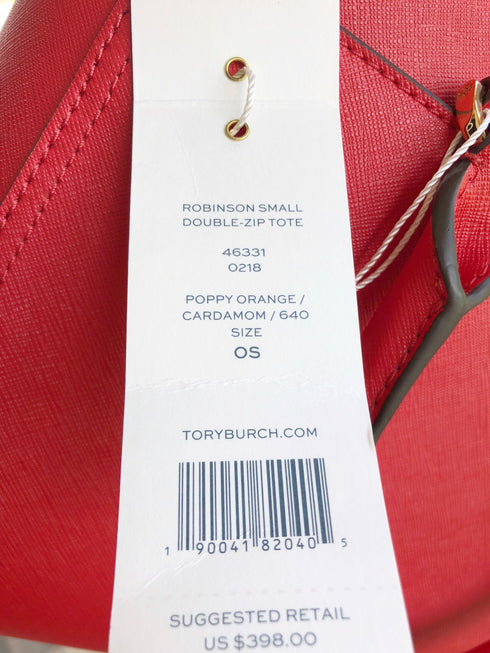 ROBINSON SMALL
DOUBLE-ZIP TOTE
46331
0218
POPPY ORANGE /
CARDAMOM / 640
SIZE
OS
TORYBURCH.COM
1 90041 82040 5
SUGGESTED RETAIL
US $398.00